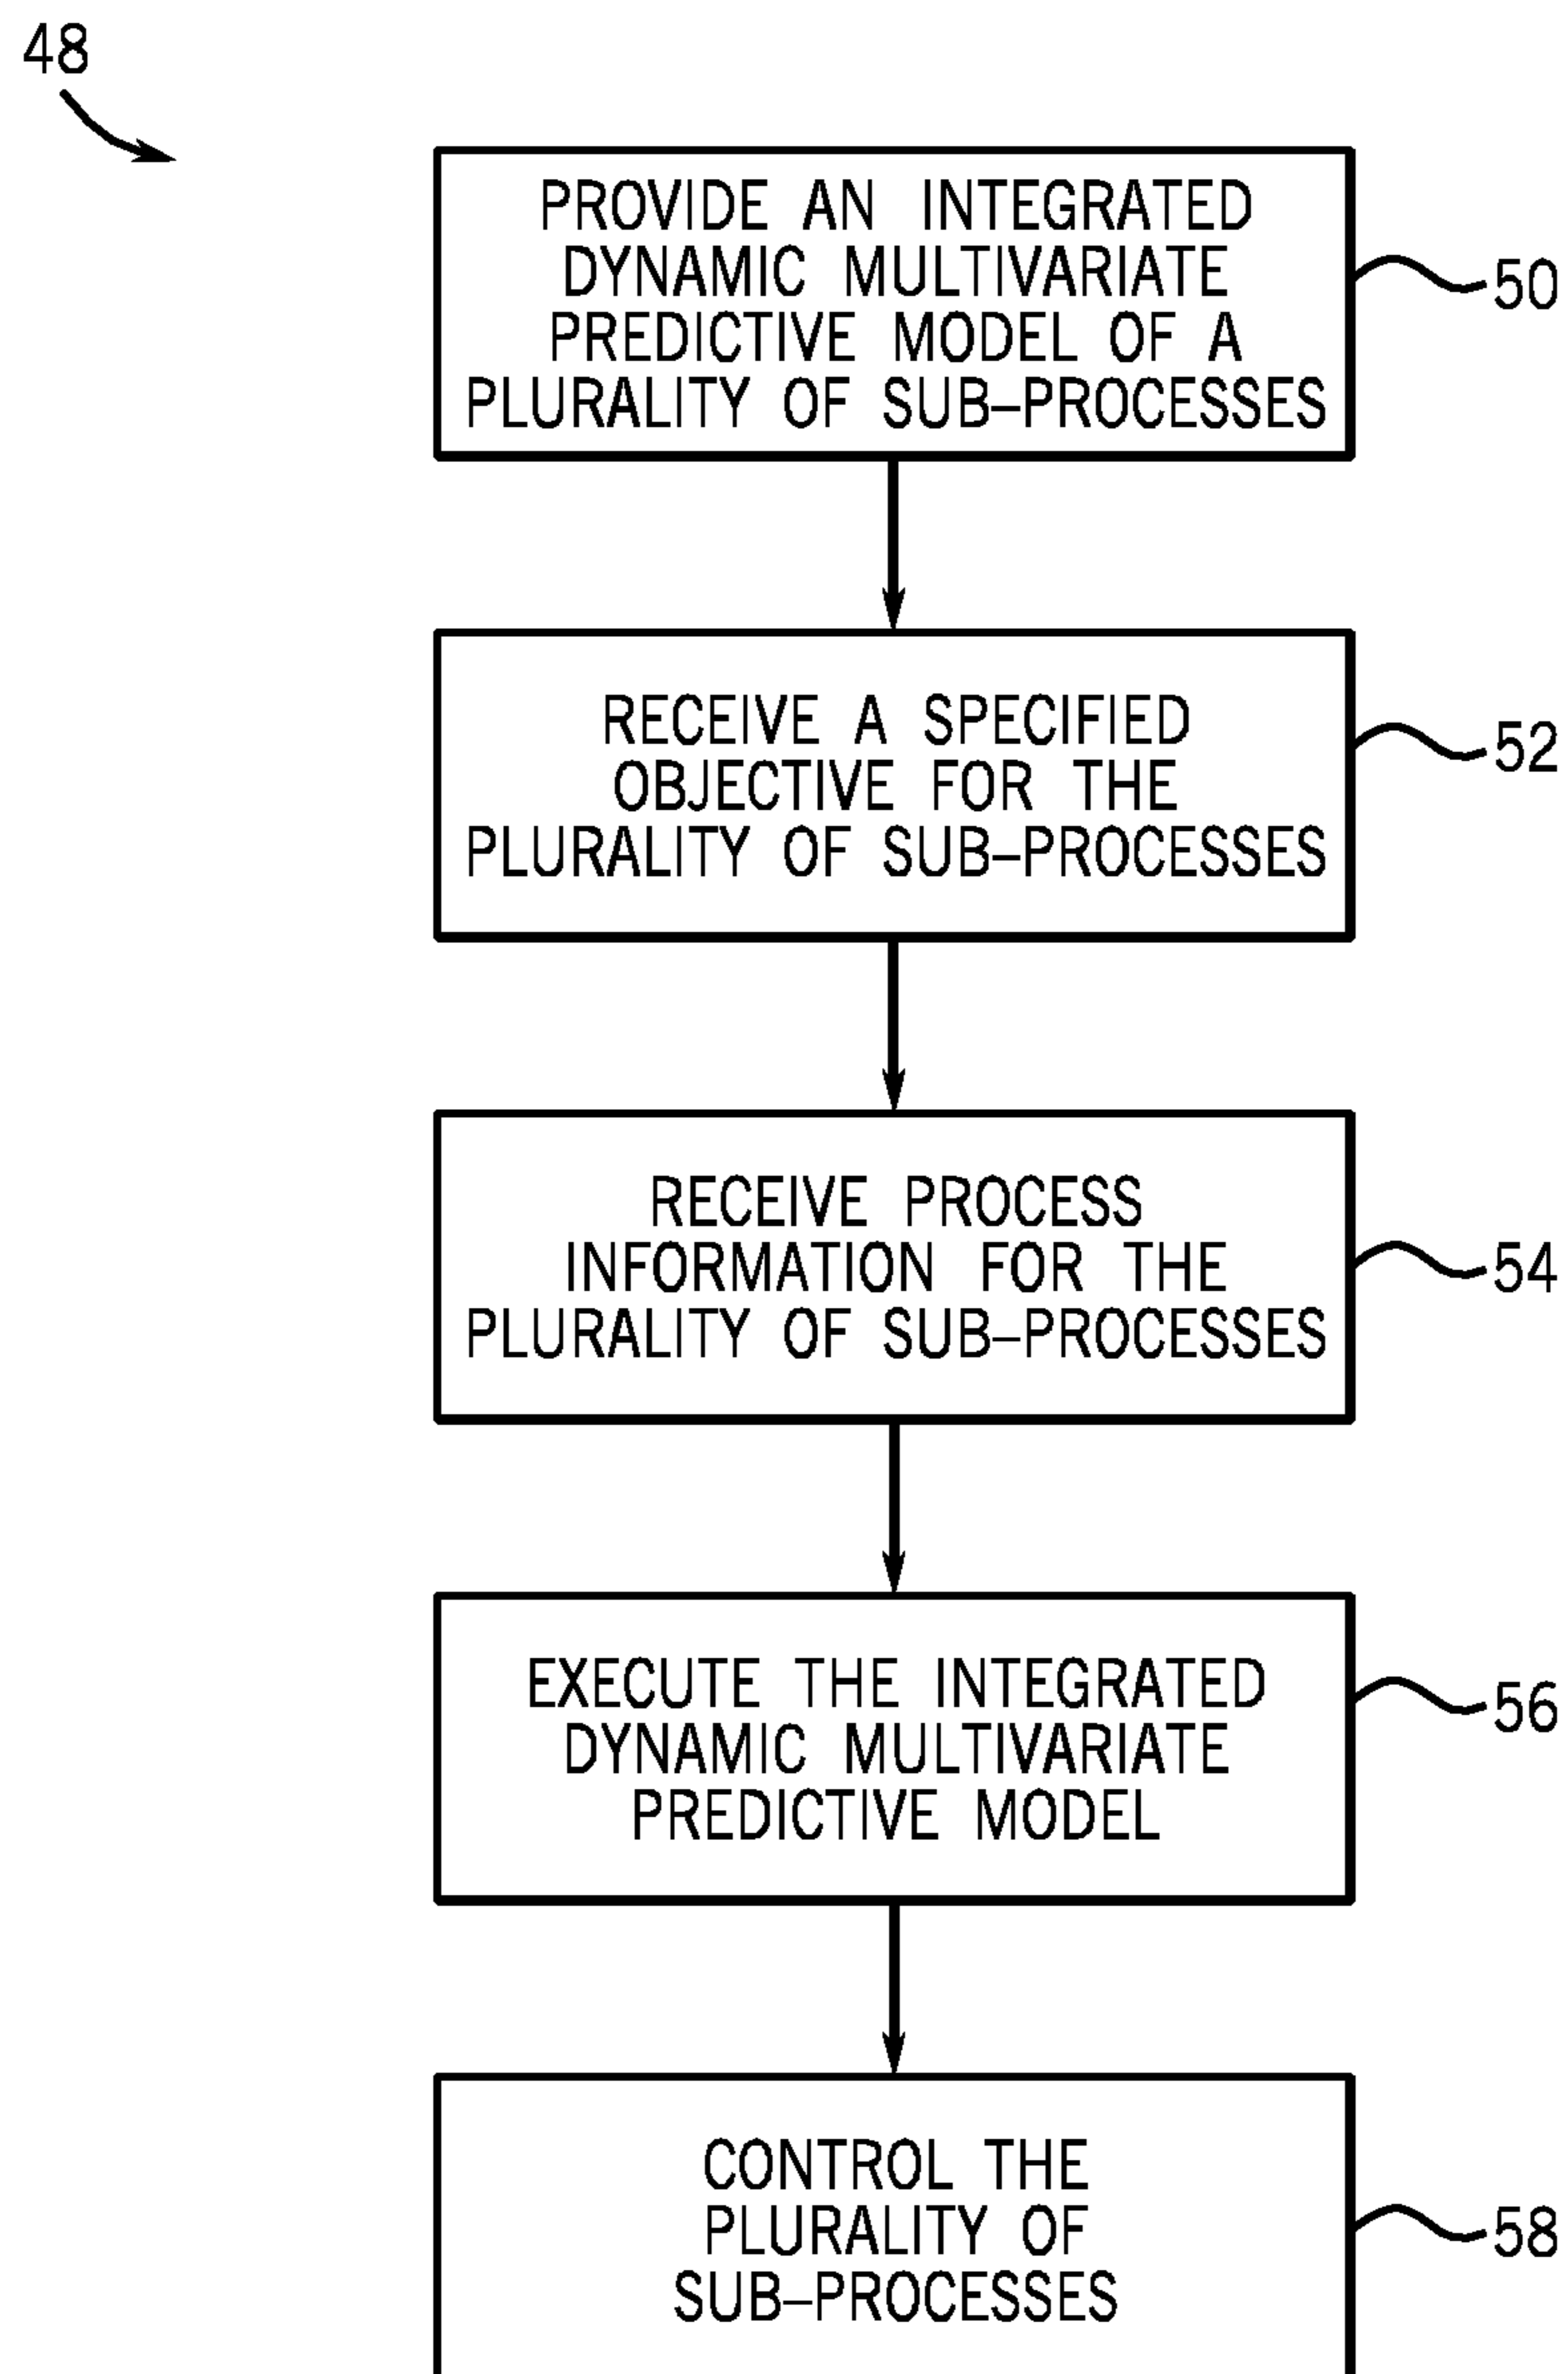 48
PROVIDE AN INTEGRATED
DYNAMIC MULTIVARIATE
PREDICTIVE MODEL OF A
PLURALITY OF SUB-PROCESSES
50
RECEIVE A SPECIFIED
OBJECTIVE FOR THE
PLURALITY OF SUB-PROCESSES
52
RECEIVE PROCESS
INFORMATION FOR THE
PLURALITY OF SUB-PROCESSES
54
EXECUTE THE INTEGRATED
DYNAMIC MULTIVARIATE
PREDICTIVE MODEL
56
CONTROL THE
PLURALITY OF
SUB-PROCESSES
58